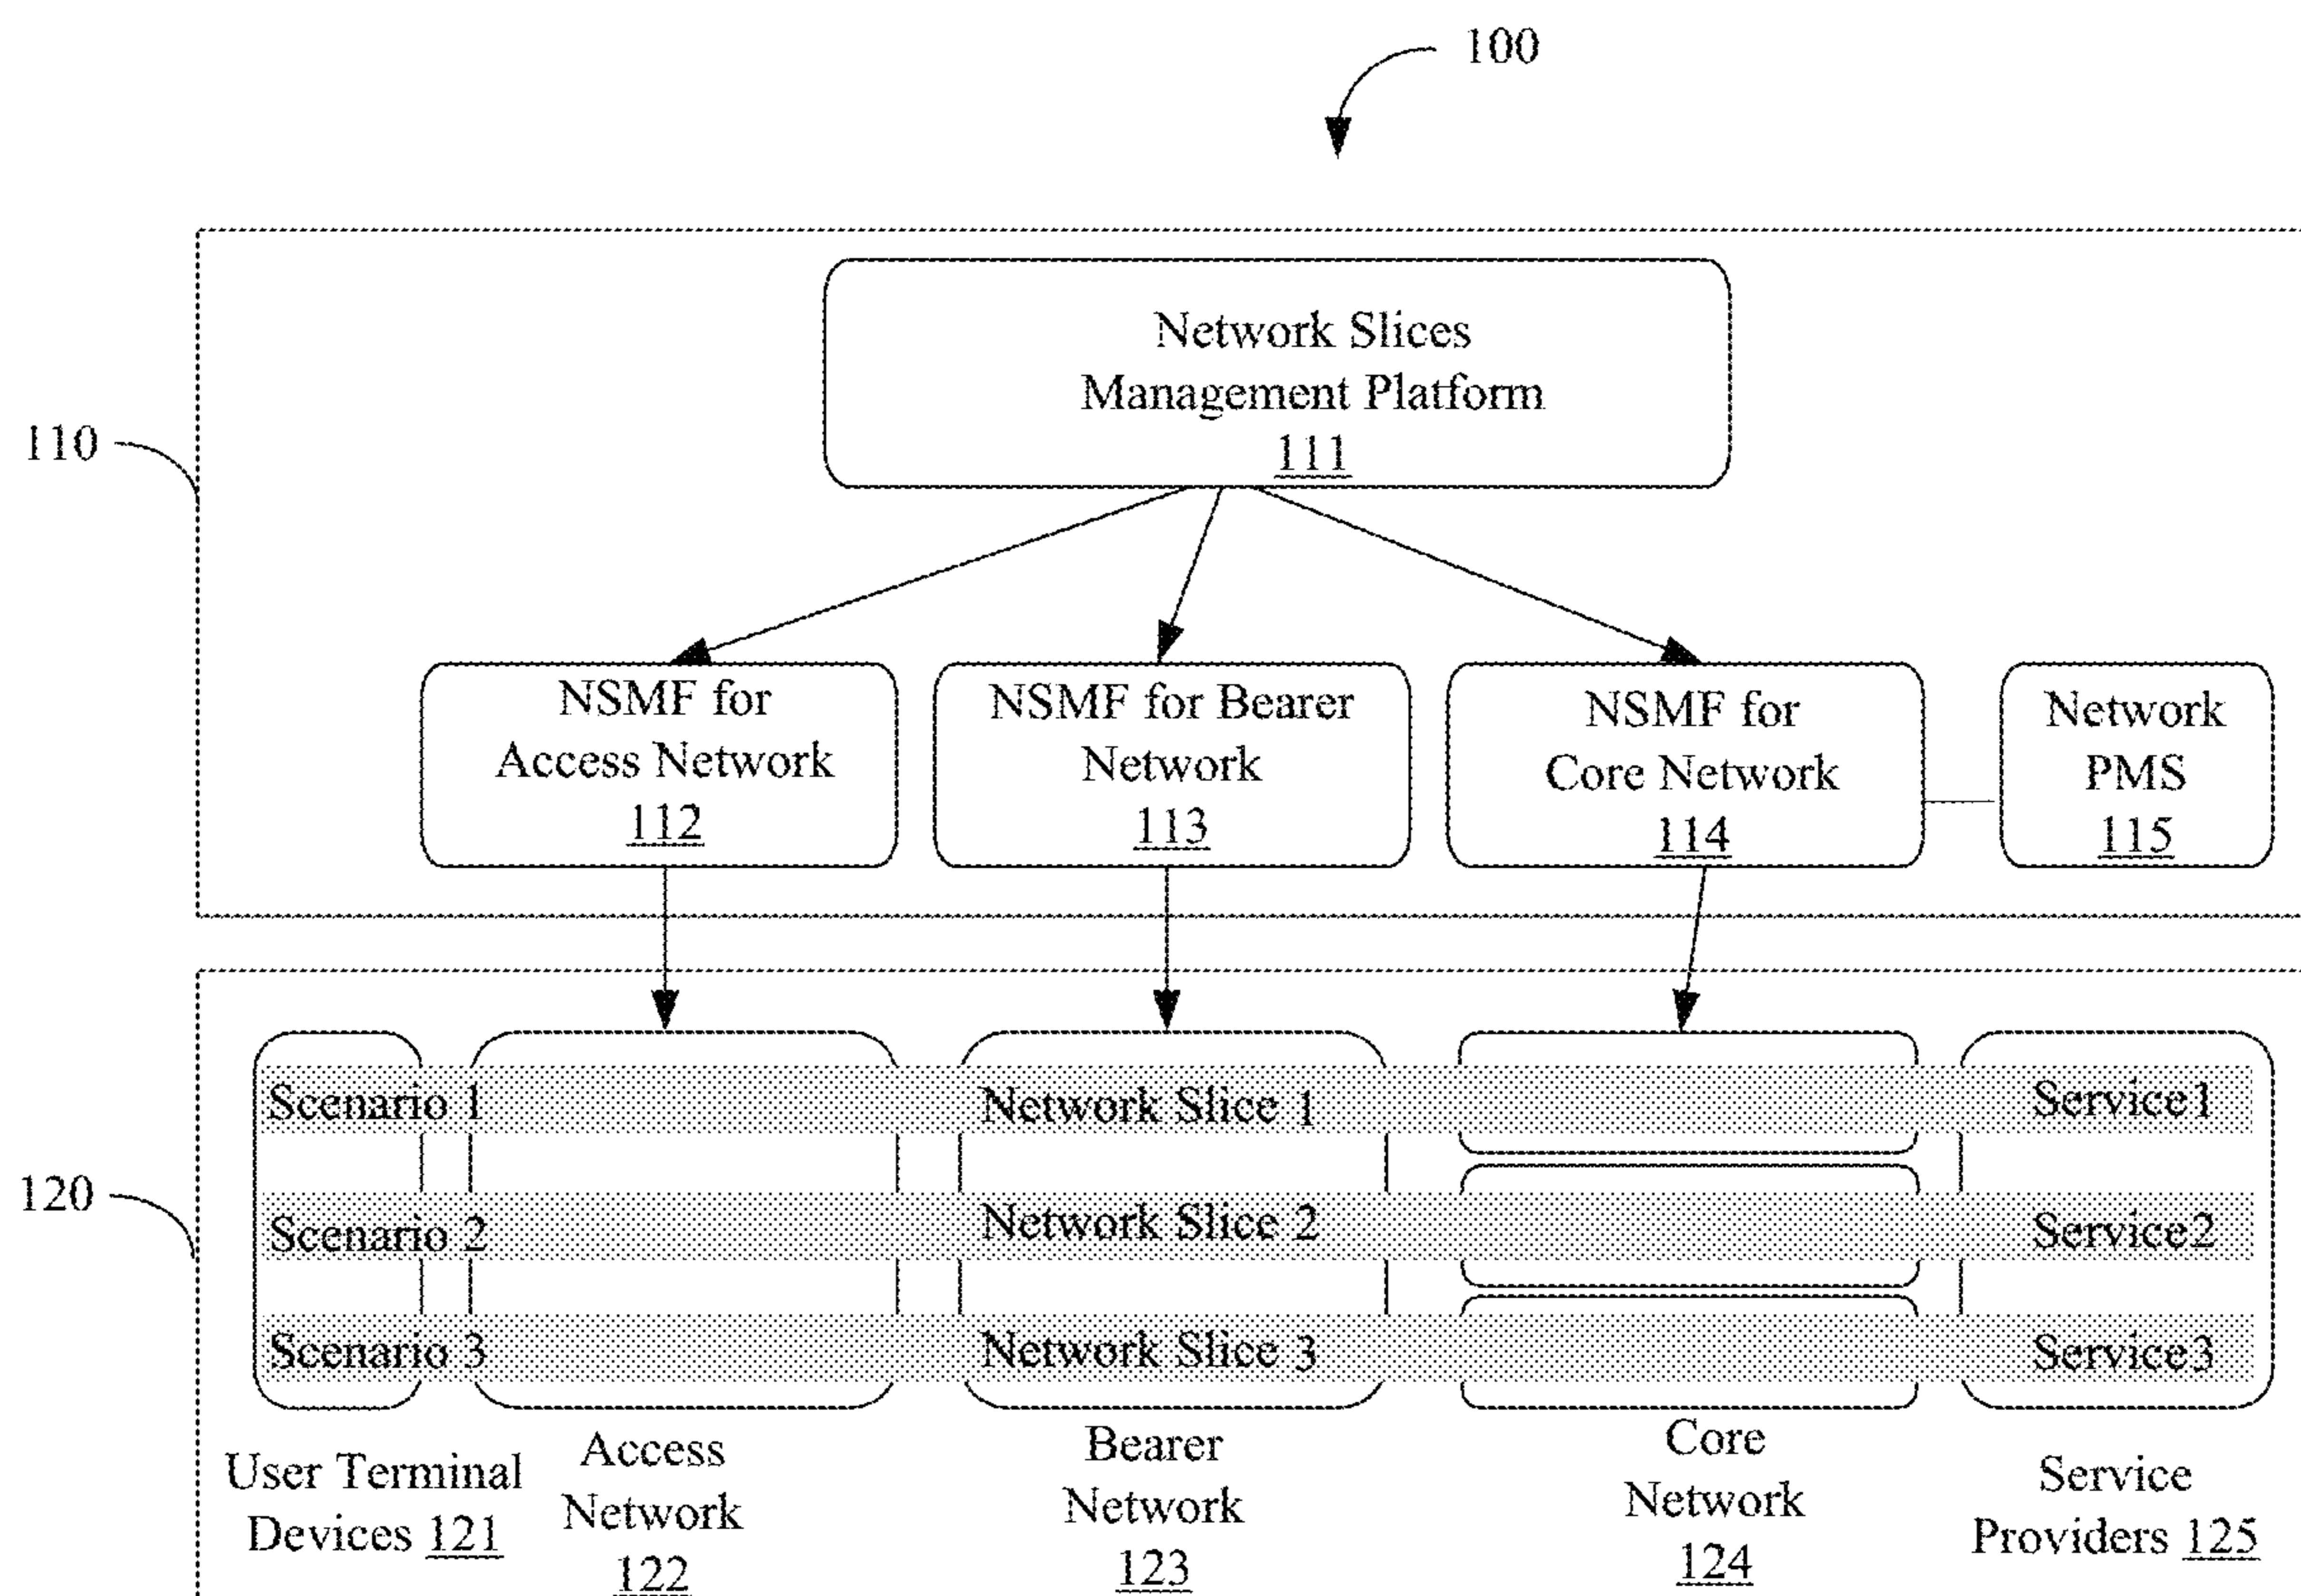 100
110
Network Slices
Management Platform
111
NSMF for
Access Network
112
NSMF for Bearer
Network
113
NSMF for
Core Network
114
Network
PMS
115
120
Scenario 1
Network Slice 1
Service1
Scenario 2
Network Slice 2
Service2
Scenario 3
Network Slice 3
Service3
User Terminal
Devices 121
Access
Network
122
Bearer
Network
123
Core
Network
124
Service
Providers 125